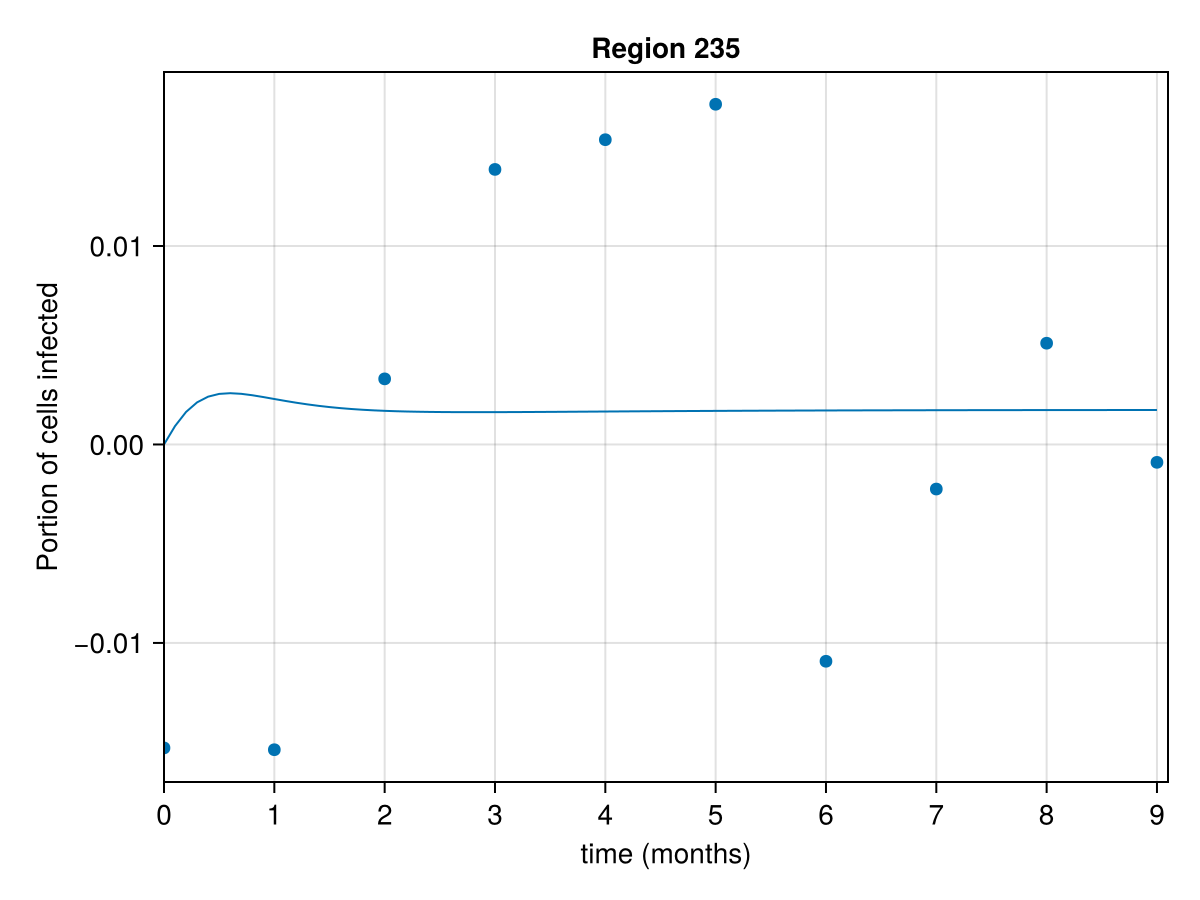 Region 235
Portion of cells infected
0.01
0.00
−0.01
0 1 2 3 4 5 6 7 8 9
time (months)